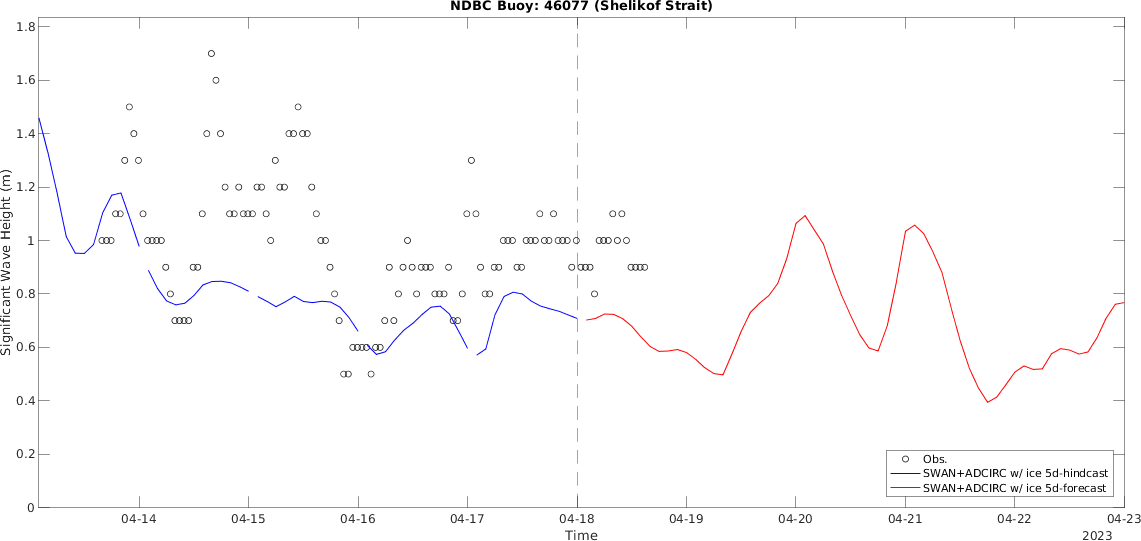 NDBC Buoy: 46077 (Shelikof Strait)
1.8
1.6
1.4
1.2
1
0.8
0.6
0.4
0.2
0
Significant Wave Height (m)
Obs.
SWAN+ADCIRC w/ ice 5d-hindcast
SWAN+ADCIRC w/ ice 5d-forecast
04-14 04-15 04-16 04-17 04-18 04-19 04-20 04-21 04-22 04-23
Time
2023